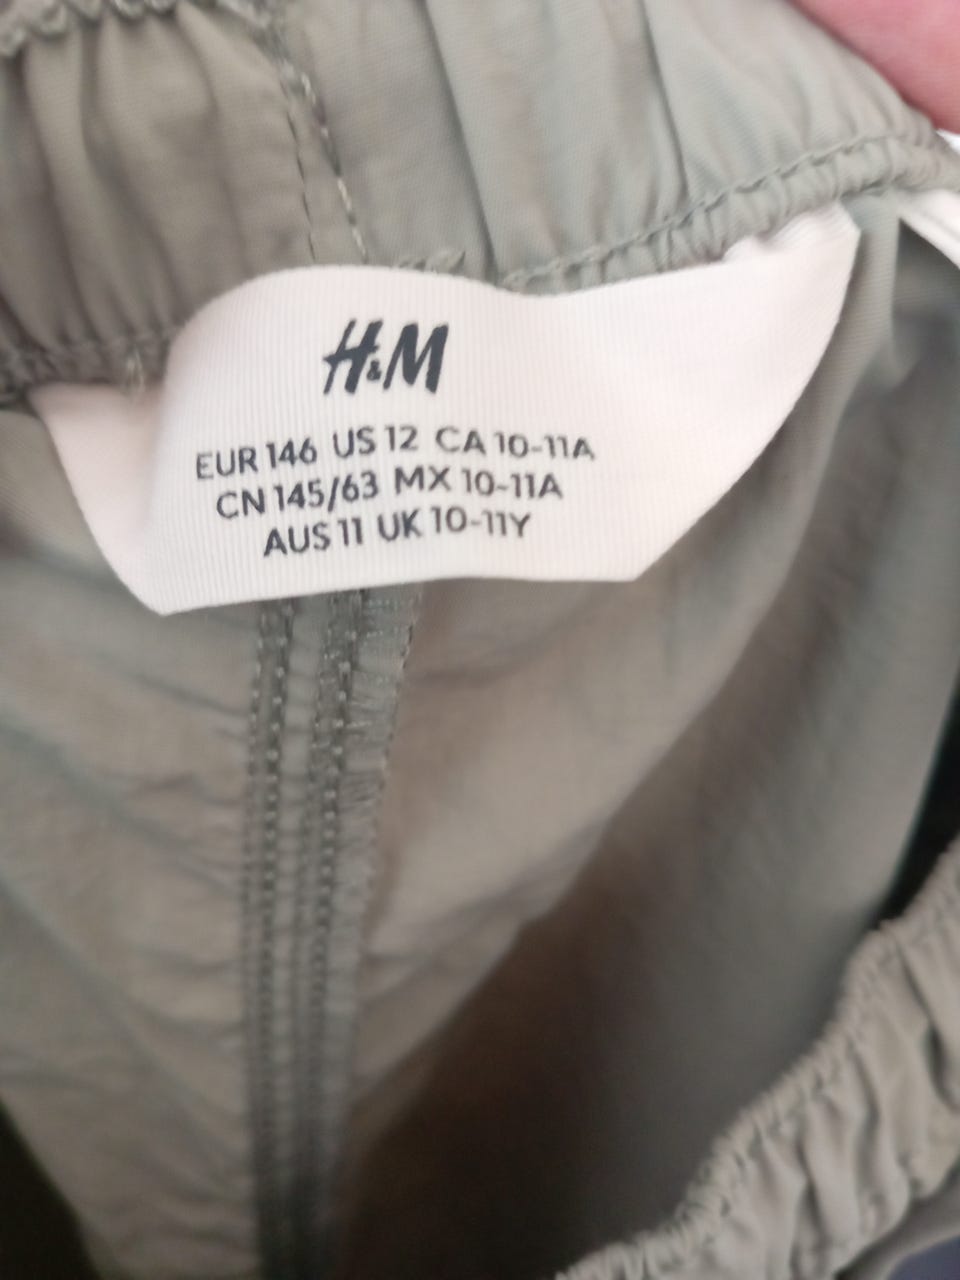 H&M
EUR 146 US 12 CA 10-11A
CN 145/63 MX 10-11A
AUS 11 UK 10-11Y